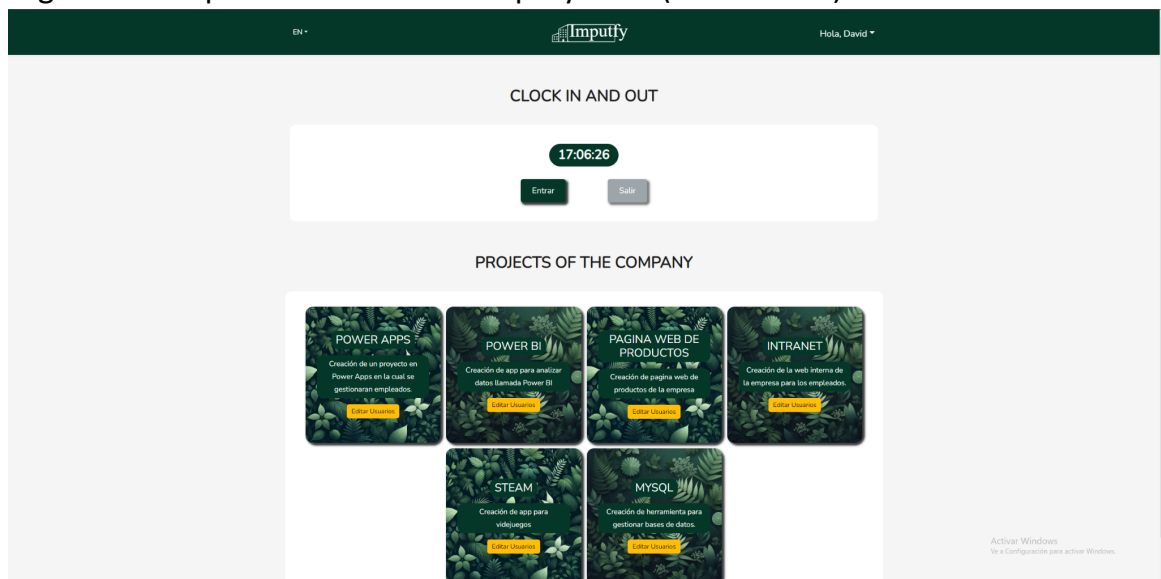 EN
Imputfy
Hola, David
CLOCK IN AND OUT
17:06:26
Entrar
Salir
PROJECTS OF THE COMPANY
POWER APPS
Creación de un proyecto en
Power Apps en la cual se
gestionaran empleados.
Editar Usuarios
POWER BI
Creación de app para analizar
datos llamada Power BI
Editar Usuarios
PAGINA WEB DE
PRODUCTOS
Creación de pagina web de
productos de la empresa
Editar Usuarios
INTRANET
Creación de la web interna de
la empresa para los empleados.
Editar Usuarios
STEAM
Creación de app para
videjuegos
Editar Usuarios
MYSQL
Creación de herramienta para
gestionar bases de datos.
Editar Usuarios
Activar Windows
Ve a Configuración para activar Windows.